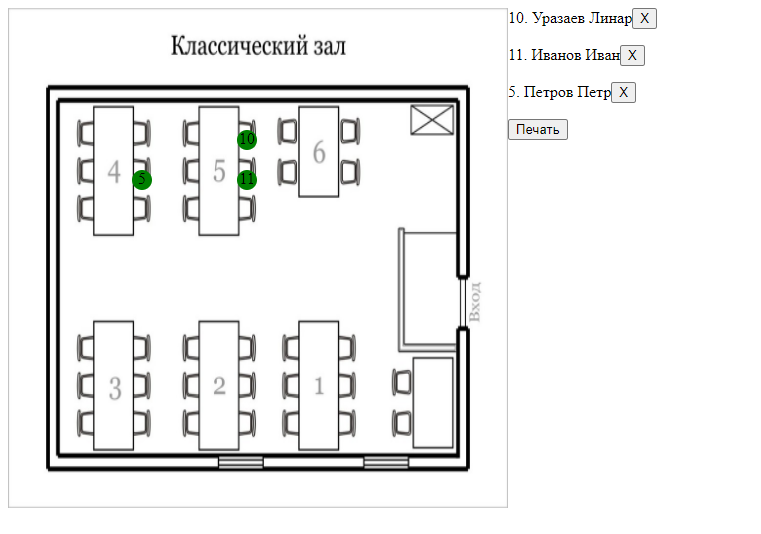 Классический зал
10. Уразаев Линар X
11. Иванов Иван X
5. Петров Петр X
Печать
10
4 5 6
5 11
Вход
3 2 1